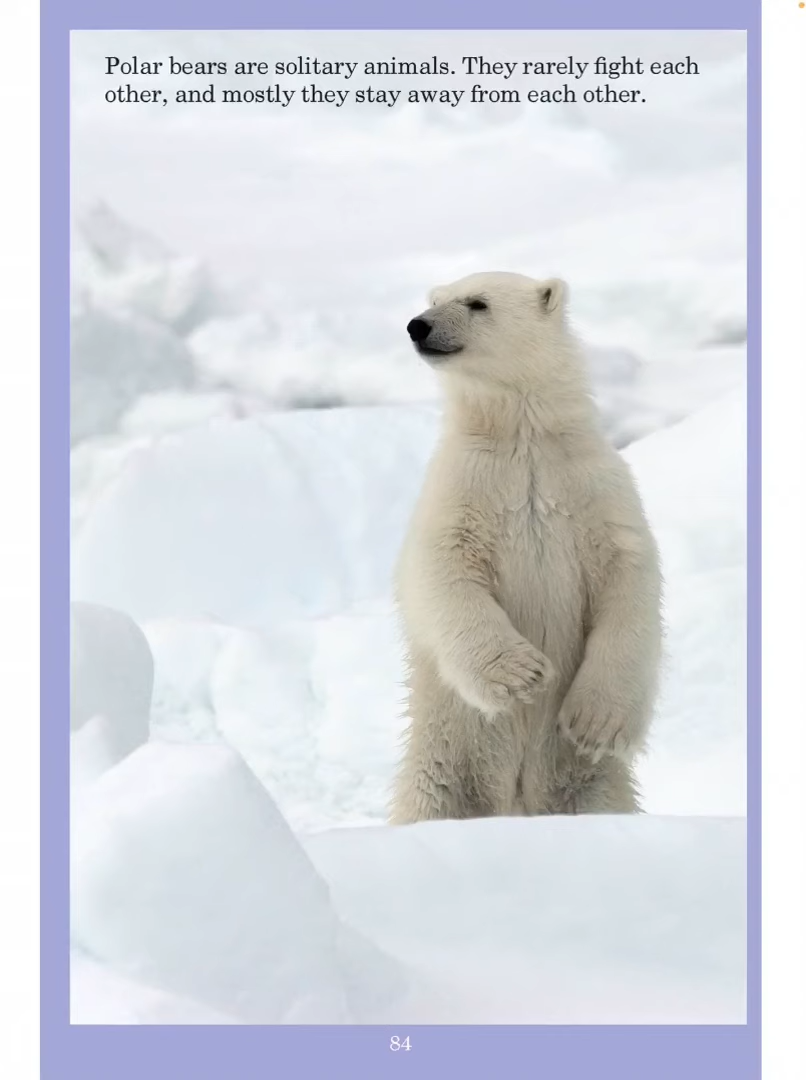 Polar bears are solitary animals. They rarely fight each
other, and mostly they stay away from each other.
84